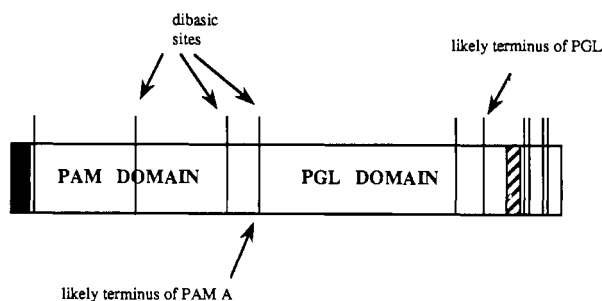 dibasic
sites
likely terminus of PGL
PAM DOMAIN
PGL DOMAIN
likely terminus of PAM A